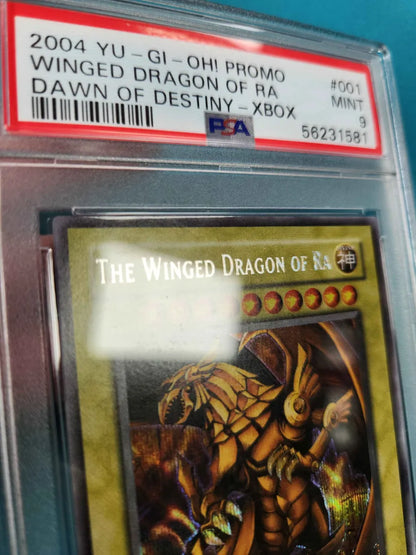 2004 YU-GI-OH! PROMO #001
WINGED DRAGON OF RA MINT
DAWN OF DESTINY-XBOX 9
PSA 56231581
THE WINGED DRAGON OF RA 神